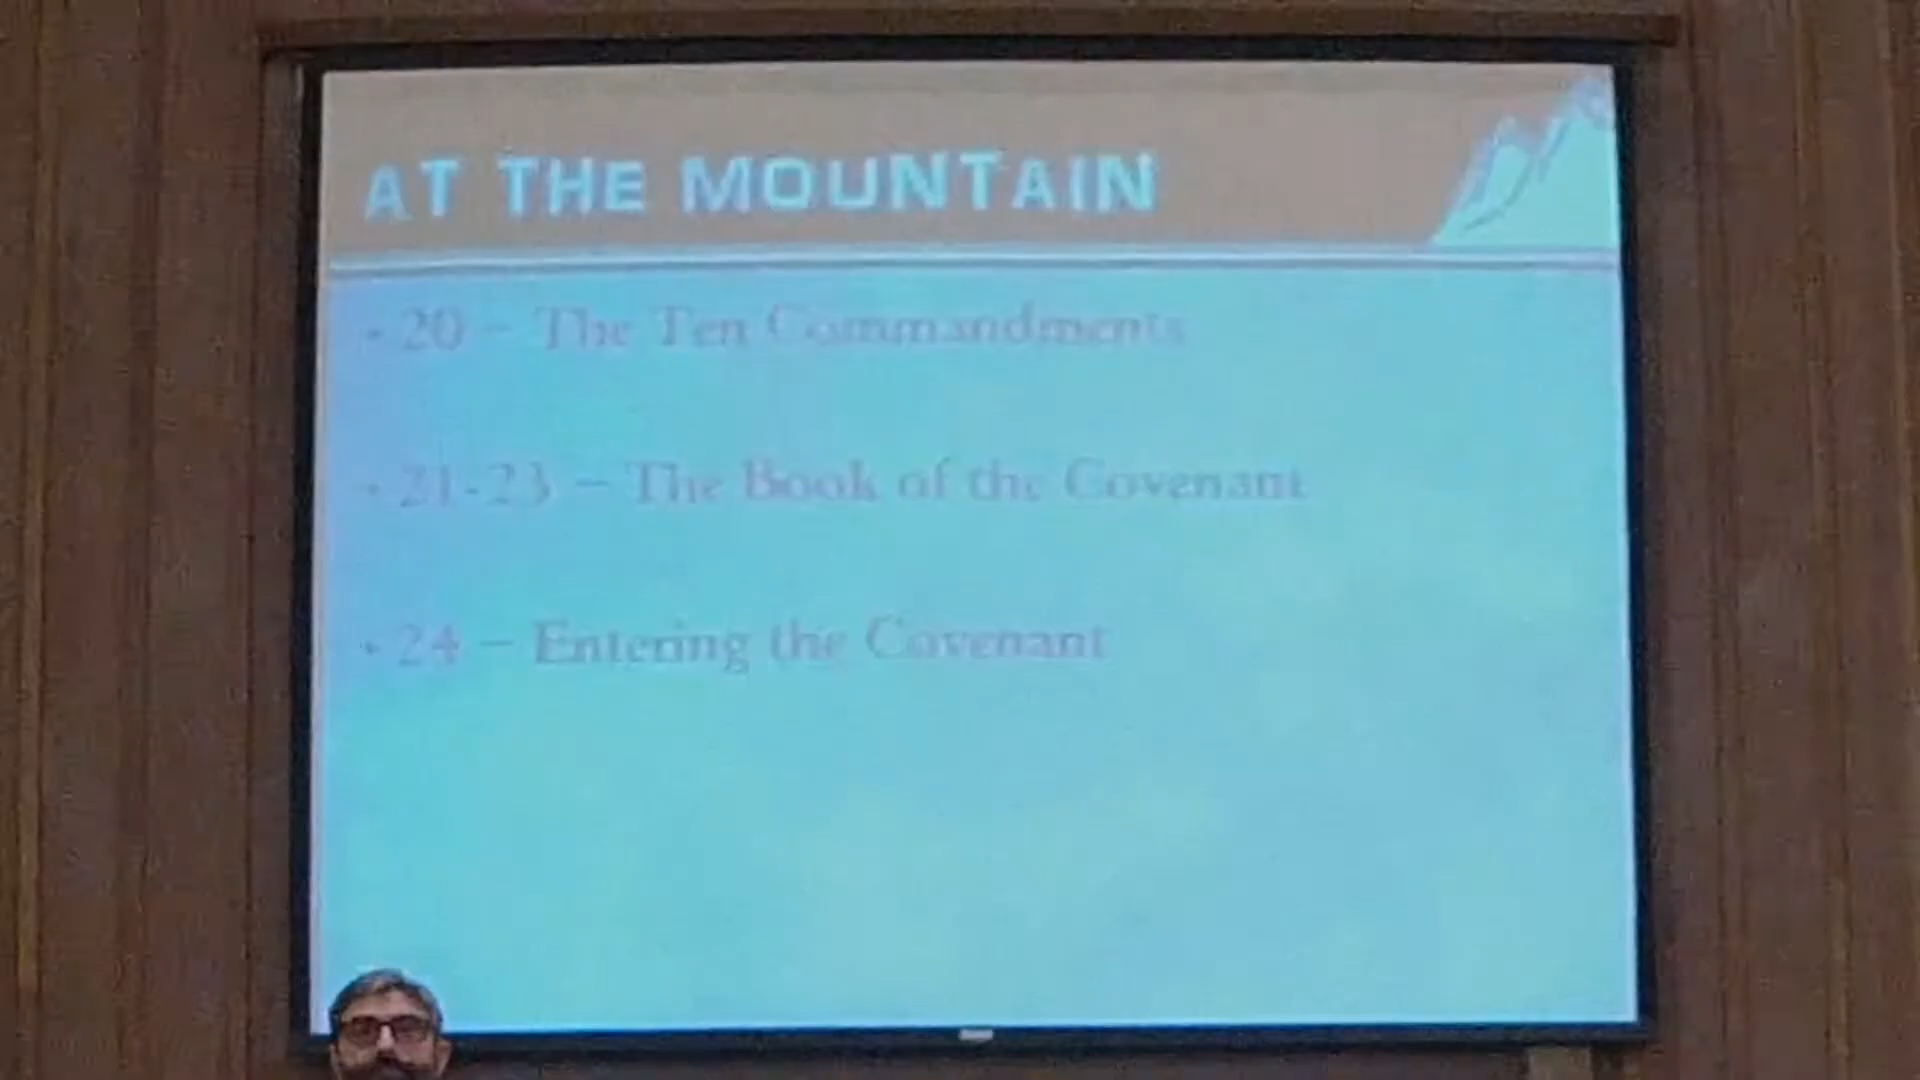 AT THE MOUNTAIN
• 20 – The Ten Commandments
• 21-23 – The Book of the Covenant
• 24 – Entering the Covenant